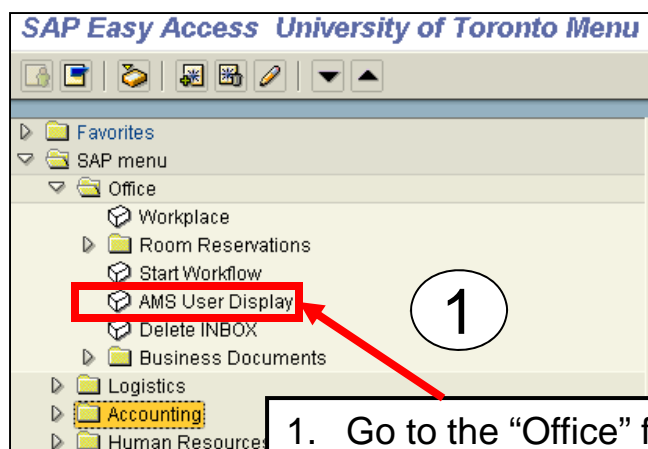 SAP Easy Access University of Toronto Menu
Favorites
SAP menu
Office
Workplace
Room Reservations
Start Workflow
AMS User Display
1
Delete INBOX
Business Documents
Logistics
Accounting
Human Resources
1. Go to the “Office” f